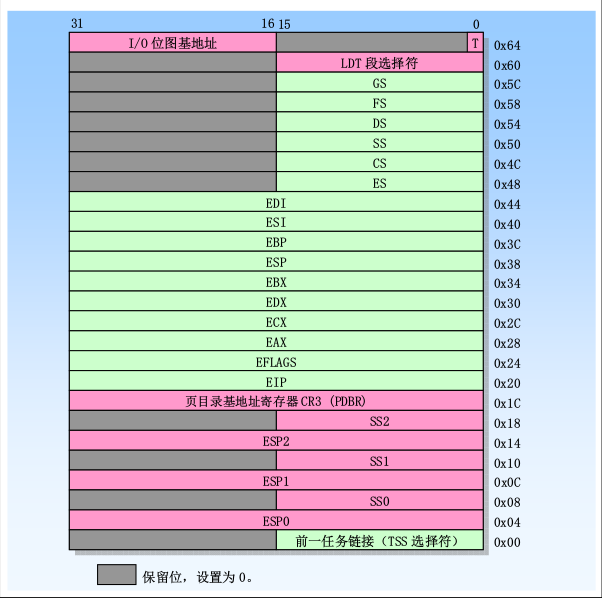 31 16 15 0
I/O 位图基地址 T 0x64
LDT 段选择符 0x60
GS 0x5C
FS 0x58
DS 0x54
SS 0x50
CS 0x4C
ES 0x48
EDI 0x44
ESI 0x40
EBP 0x3C
ESP 0x38
EBX 0x34
EDX 0x30
ECX 0x2C
EAX 0x28
EFLAGS 0x24
EIP 0x20
页目录基地址寄存器 CR3 (PDBR) 0x1C
SS2 0x18
ESP2 0x14
SS1 0x10
ESP1 0x0C
SS0 0x08
ESP0 0x04
前一任务链接（TSS 选择符） 0x00
保留位，设置为 0。